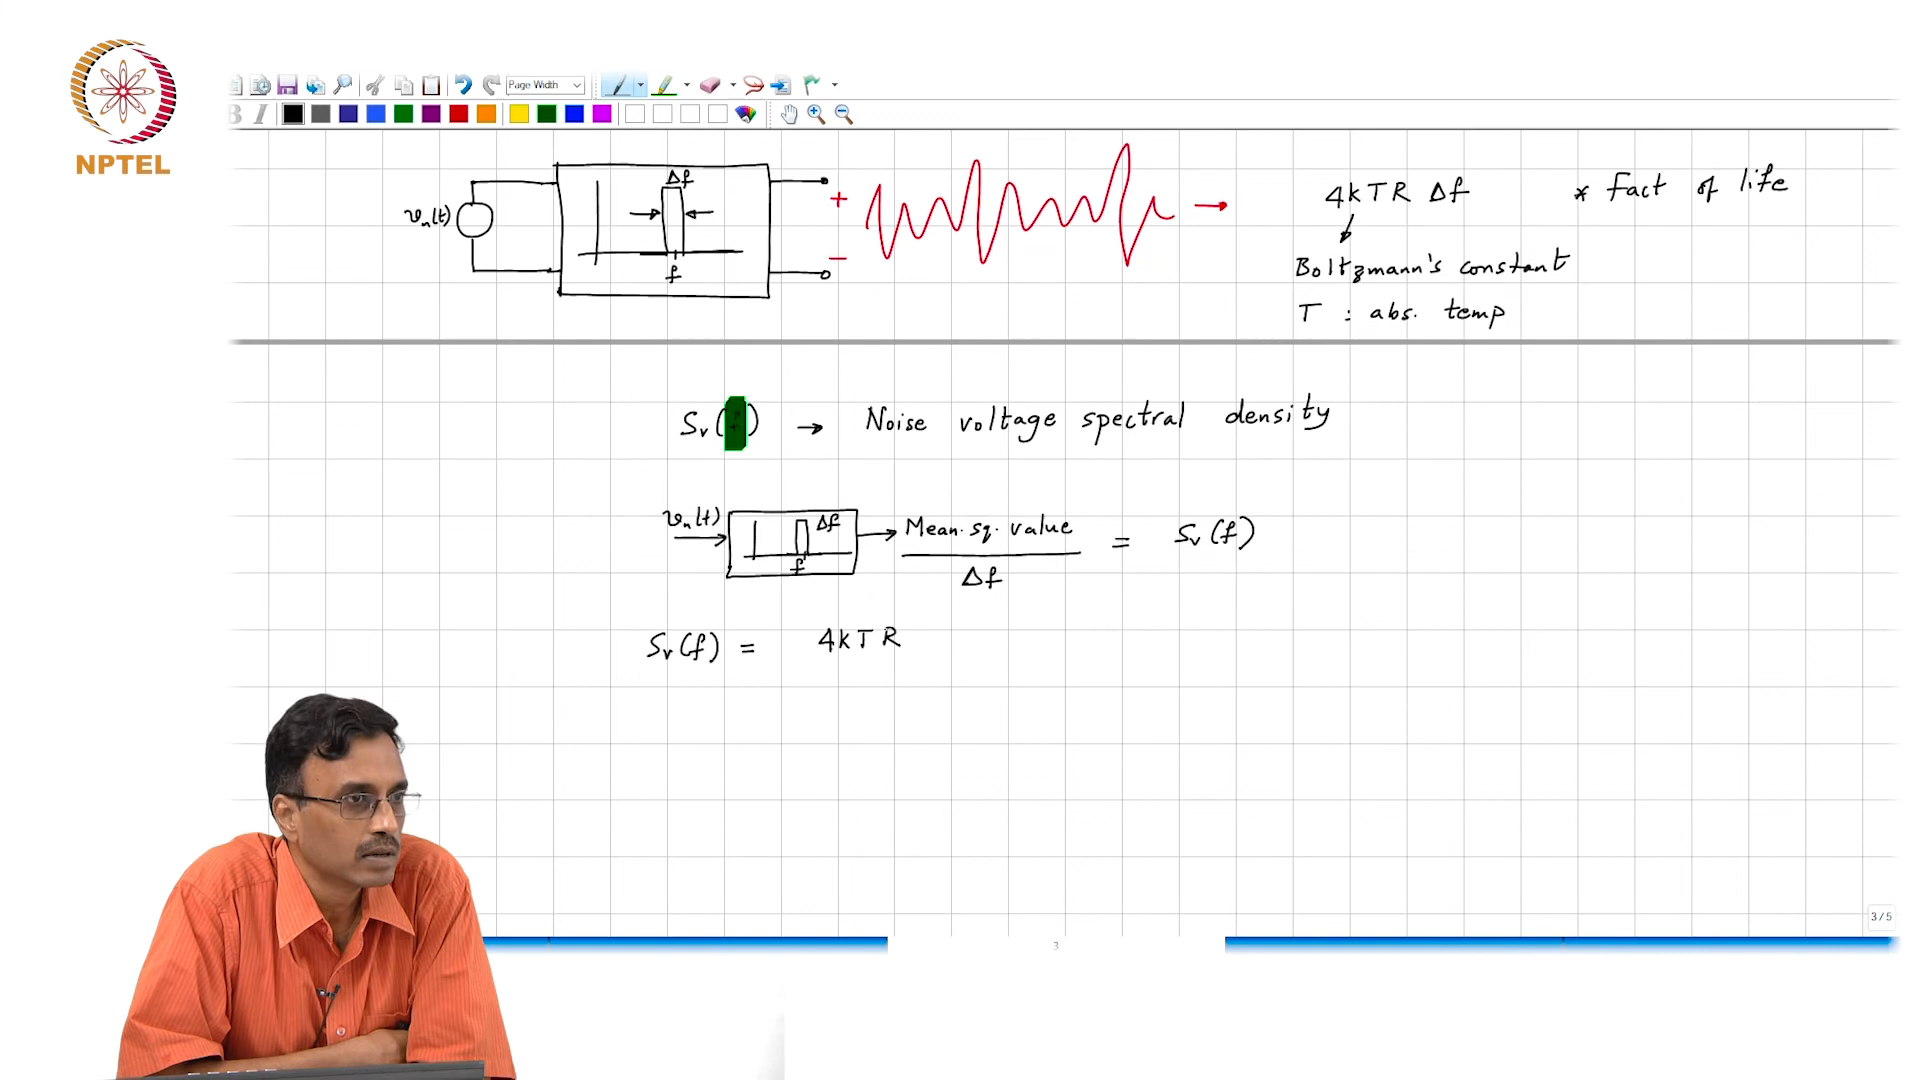 NPTEL
Page Width
B I
vn(t)
Δf
f
+
-
4kTR Δf
* Fact of life
Boltzmann's constant
T : abs. temp
Sv(f) → Noise voltage spectral density
vn(t)
Δf
f
Mean. sq. value
Δf
= Sv(f)
Sv(f) = 4kTR
3/5
3